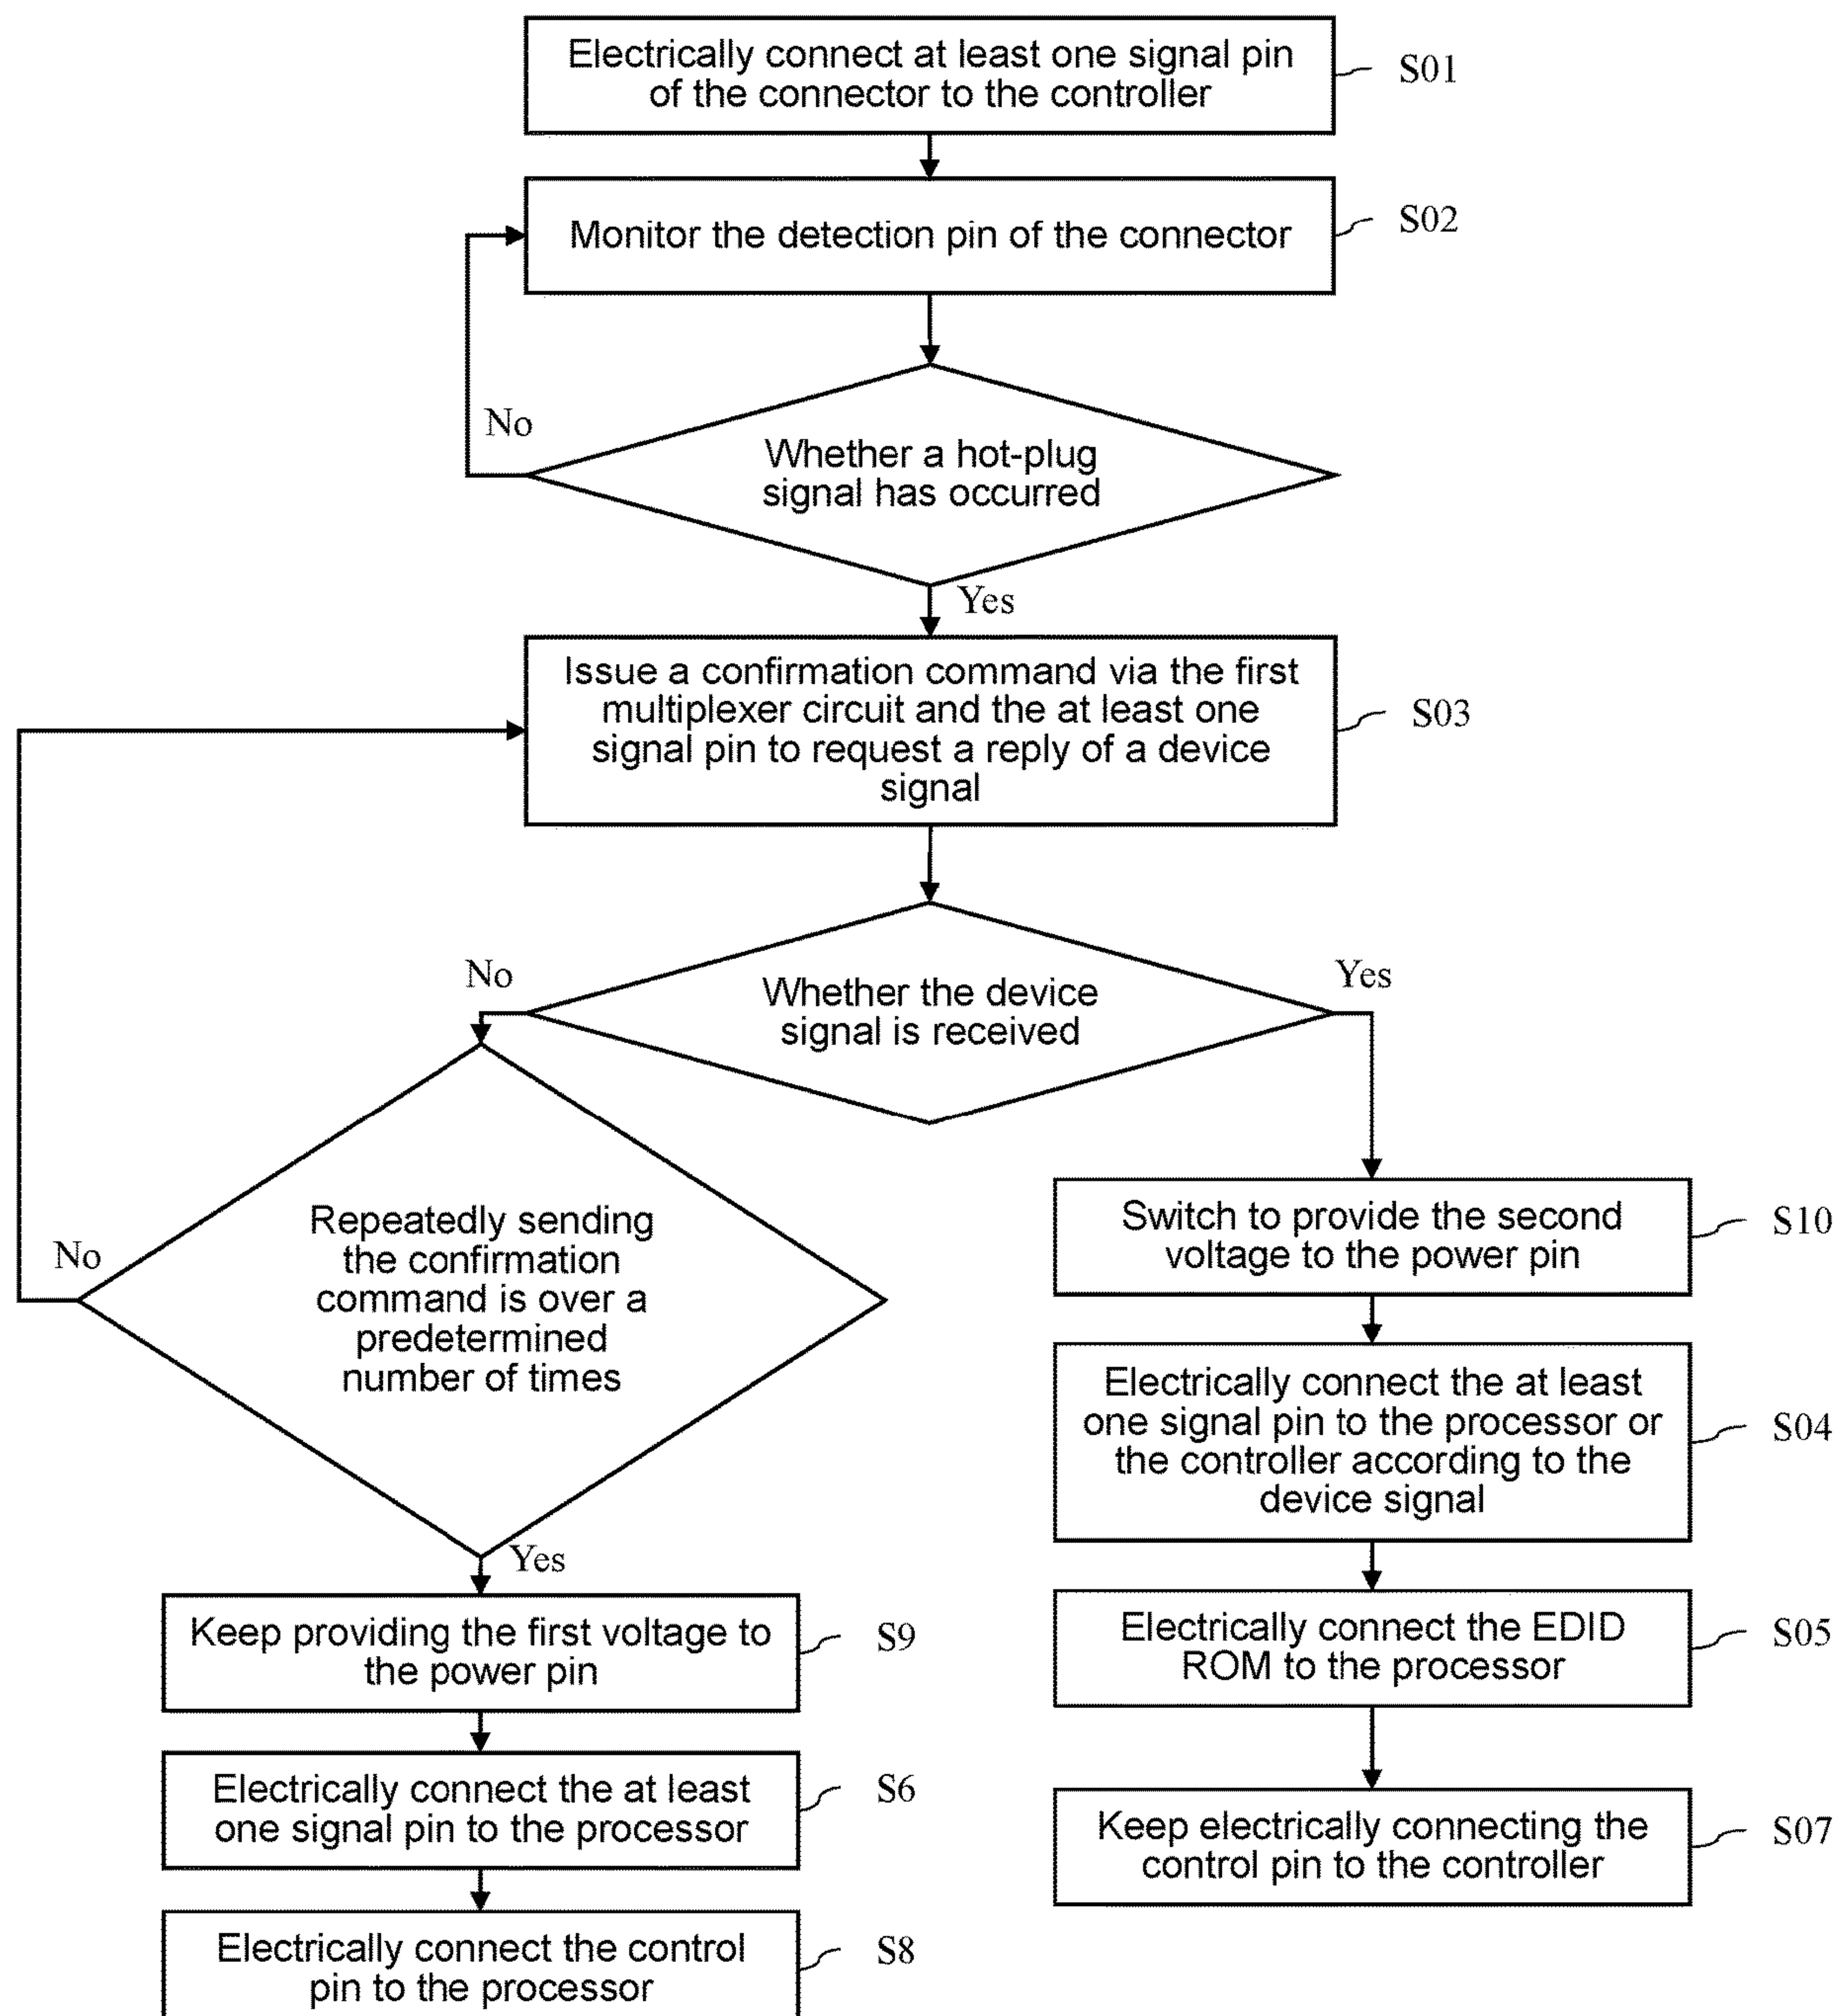 Electrically connect at least one signal pin
of the connector to the controller
S01
Monitor the detection pin of the connector
S02
No
Whether a hot-plug
signal has occurred
Yes
Issue a confirmation command via the first
multiplexer circuit and the at least one
signal pin to request a reply of a device
signal
S03
No
Whether the device
signal is received
Yes
Repeatedly sending
the confirmation
command is over a
predetermined
number of times
No
Yes
Switch to provide the second
voltage to the power pin
S10
Electrically connect the at least
one signal pin to the processor or
the controller according to the
device signal
S04
Electrically connect the EDID
ROM to the processor
S05
Keep electrically connecting the
control pin to the controller
S07
Keep providing the first voltage to
the power pin
S9
Electrically connect the at least
one signal pin to the processor
S6
Electrically connect the control
pin to the processor
S8